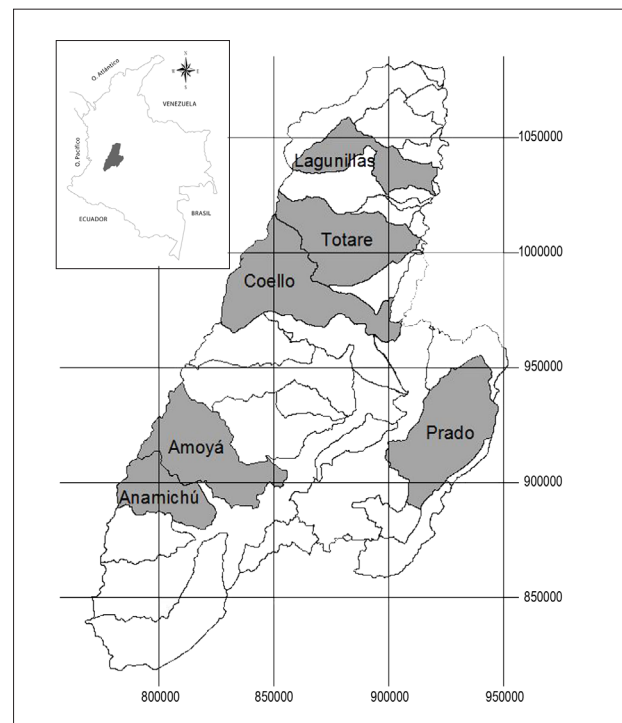 O. Atlántico
VENEZUELA
O. Pacífico
ECUADOR
BRASIL
1050000
Lagunillas
Totare
1000000
Coello
950000
Prado
Amoyá
Anamichú
900000
850000
800000
850000
900000
950000